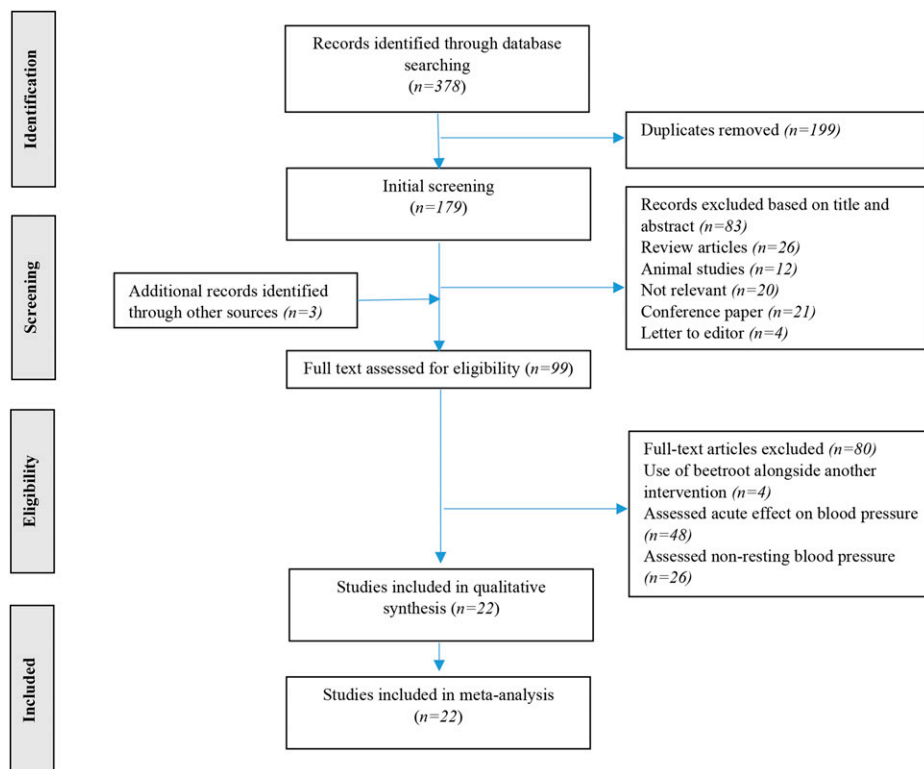 Identification
Records identified through database
searching
(n=378)
Duplicates removed (n=199)
Initial screening
(n=179)
Screening
Records excluded based on title and
abstract (n=83)
Review articles (n=26)
Animal studies (n=12)
Not relevant (n=20)
Conference paper (n=21)
Letter to editor (n=4)
Additional records identified
through other sources (n=3)
Full text assessed for eligibility (n=99)
Eligibility
Full-text articles excluded (n=80)
Use of beetroot alongside another
intervention (n=4)
Assessed acute effect on blood pressure
(n=48)
Assessed non-resting blood pressure
(n=26)
Studies included in qualitative
synthesis (n=22)
Included
Studies included in meta-analysis
(n=22)